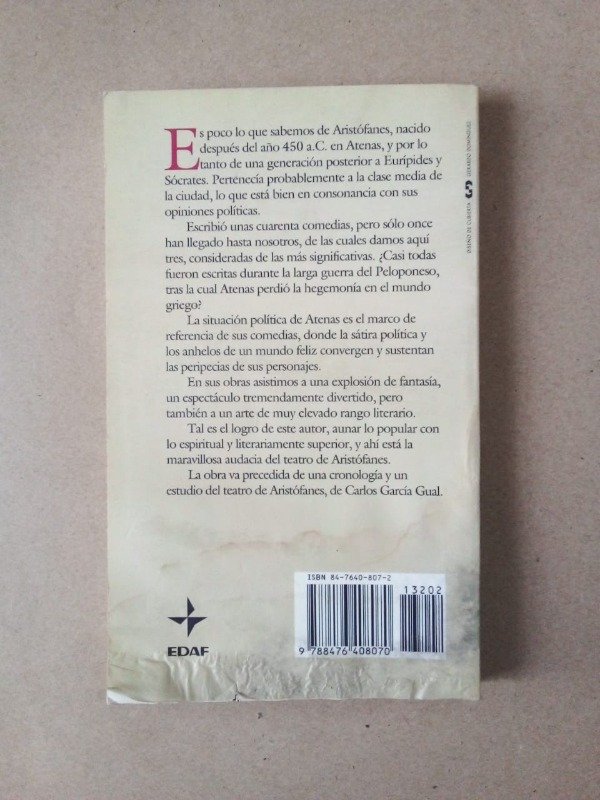 Es poco lo que sabemos de Aristófanes, nacido
después del año 450 a.C. en Atenas, y por lo
tanto de una generación posterior a Eurípides y
Sócrates. Pertenecía probablemente a la clase media de
la ciudad, lo que está bien en consonancia con sus
opiniones políticas.
Escribió unas cuarenta comedias, pero sólo once
han llegado hasta nosotros, de las cuales damos aquí
tres, consideradas de las más significativas. ¿Casi todas
fueron escritas durante la larga guerra del Peloponeso,
tras la cual Atenas perdió la hegemonía en el mundo
griego?
La situación política de Atenas es el marco de
referencia de sus comedias, donde la sátira política y
los anhelos de un mundo feliz convergen y sustentan
las peripecias de sus personajes.
En sus obras asistimos a una explosión de fantasía,
un espectáculo tremendamente divertido, pero
también a un arte de muy elevado rango literario.
Tal es el logro de este autor, aunar lo popular con
lo espiritual y literariamente superior, y ahí está la
maravillosa audacia del teatro de Aristófanes.
La obra va precedida de una cronología y un
estudio del teatro de Aristófanes, de Carlos García Gual.
DISEÑO DE CUBIERTA GERARDO DOMINGUEZ
EDAF
ISBN 84-7640-807-2
13202
9 788476 408070